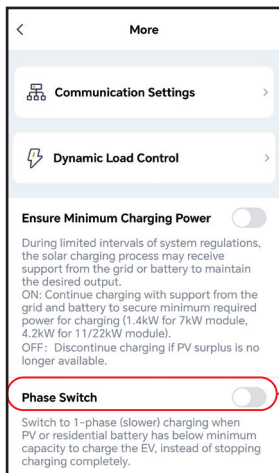 More
Communication Settings
Dynamic Load Control
Ensure Minimum Charging Power
During limited intervals of system regulations,
the solar charging process may receive
support from the grid or battery to maintain
the desired output.
ON: Continue charging with support from the
grid and battery to secure minimum required
power for charging (1.4kW for 7kW module,
4.2kW for 11/22kW module).
OFF: Discontinue charging if PV surplus is no
longer available.
Phase Switch
Switch to 1-phase (slower) charging when
PV or residential battery has below minimum
capacity to charge the EV, instead of stopping
charging completely.